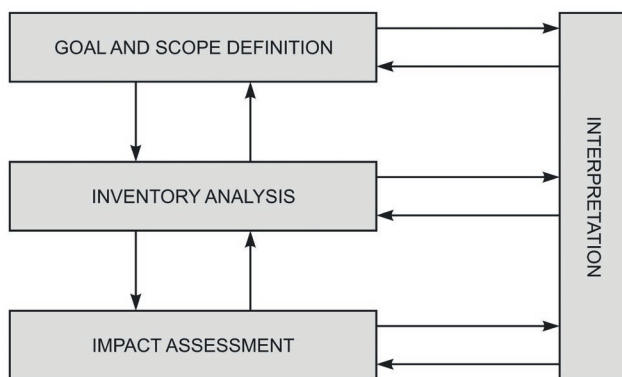 GOAL AND SCOPE DEFINITION
INVENTORY ANALYSIS
IMPACT ASSESSMENT
INTERPRETATION